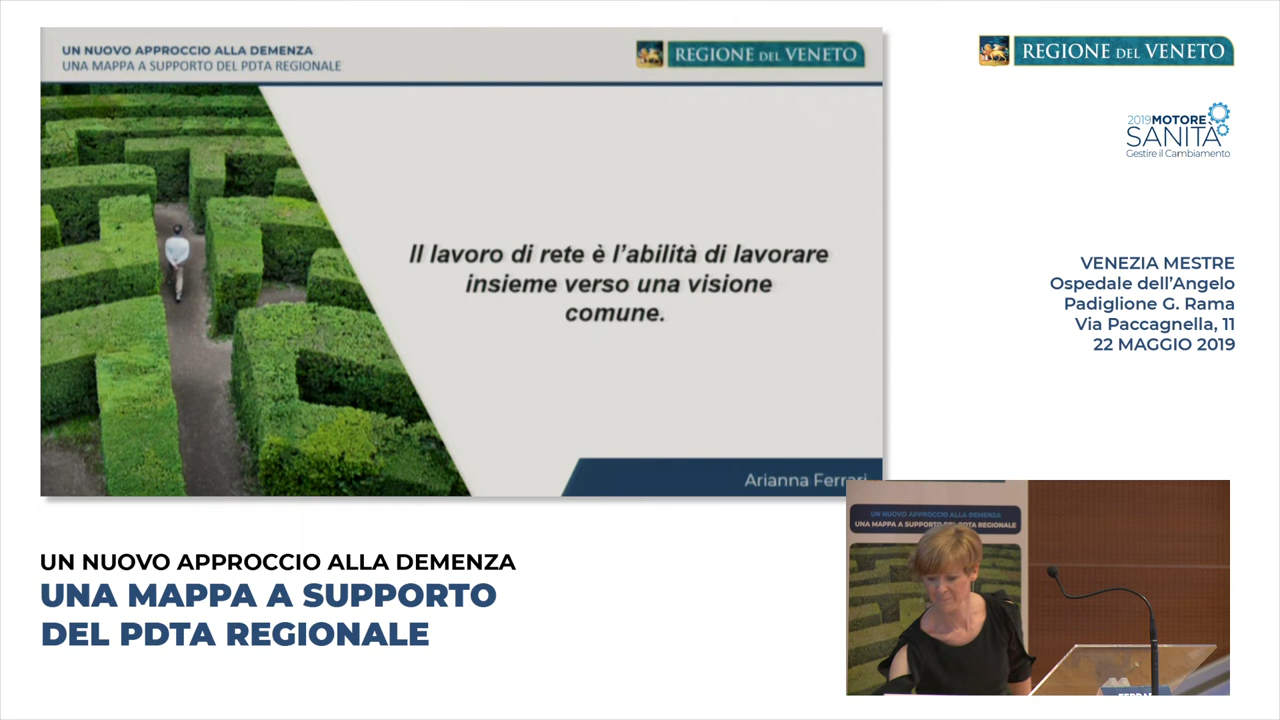 UN NUOVO APPROCCIO ALLA DEMENZA
UNA MAPPA A SUPPORTO DEL PDTA REGIONALE
REGIONE DEL VENETO
Il lavoro di rete è l'abilità di lavorare
insieme verso una visione
comune.
Arianna Ferrari
REGIONE DEL VENETO
2019MOTORE
SANITÀ
Gestire il Cambiamento
VENEZIA MESTRE
Ospedale dell'Angelo
Padiglione G. Rama
Via Paccagnella, 11
22 MAGGIO 2019
UN NUOVO APPROCCIO ALLA DEMENZA
UNA MAPPA A SUPPORTO
DEL PDTA REGIONALE
UN NUOVO APPROCCIO ALLA DEMENZA
UNA MAPPA A SUPPORTO DEL PDTA REGIONALE